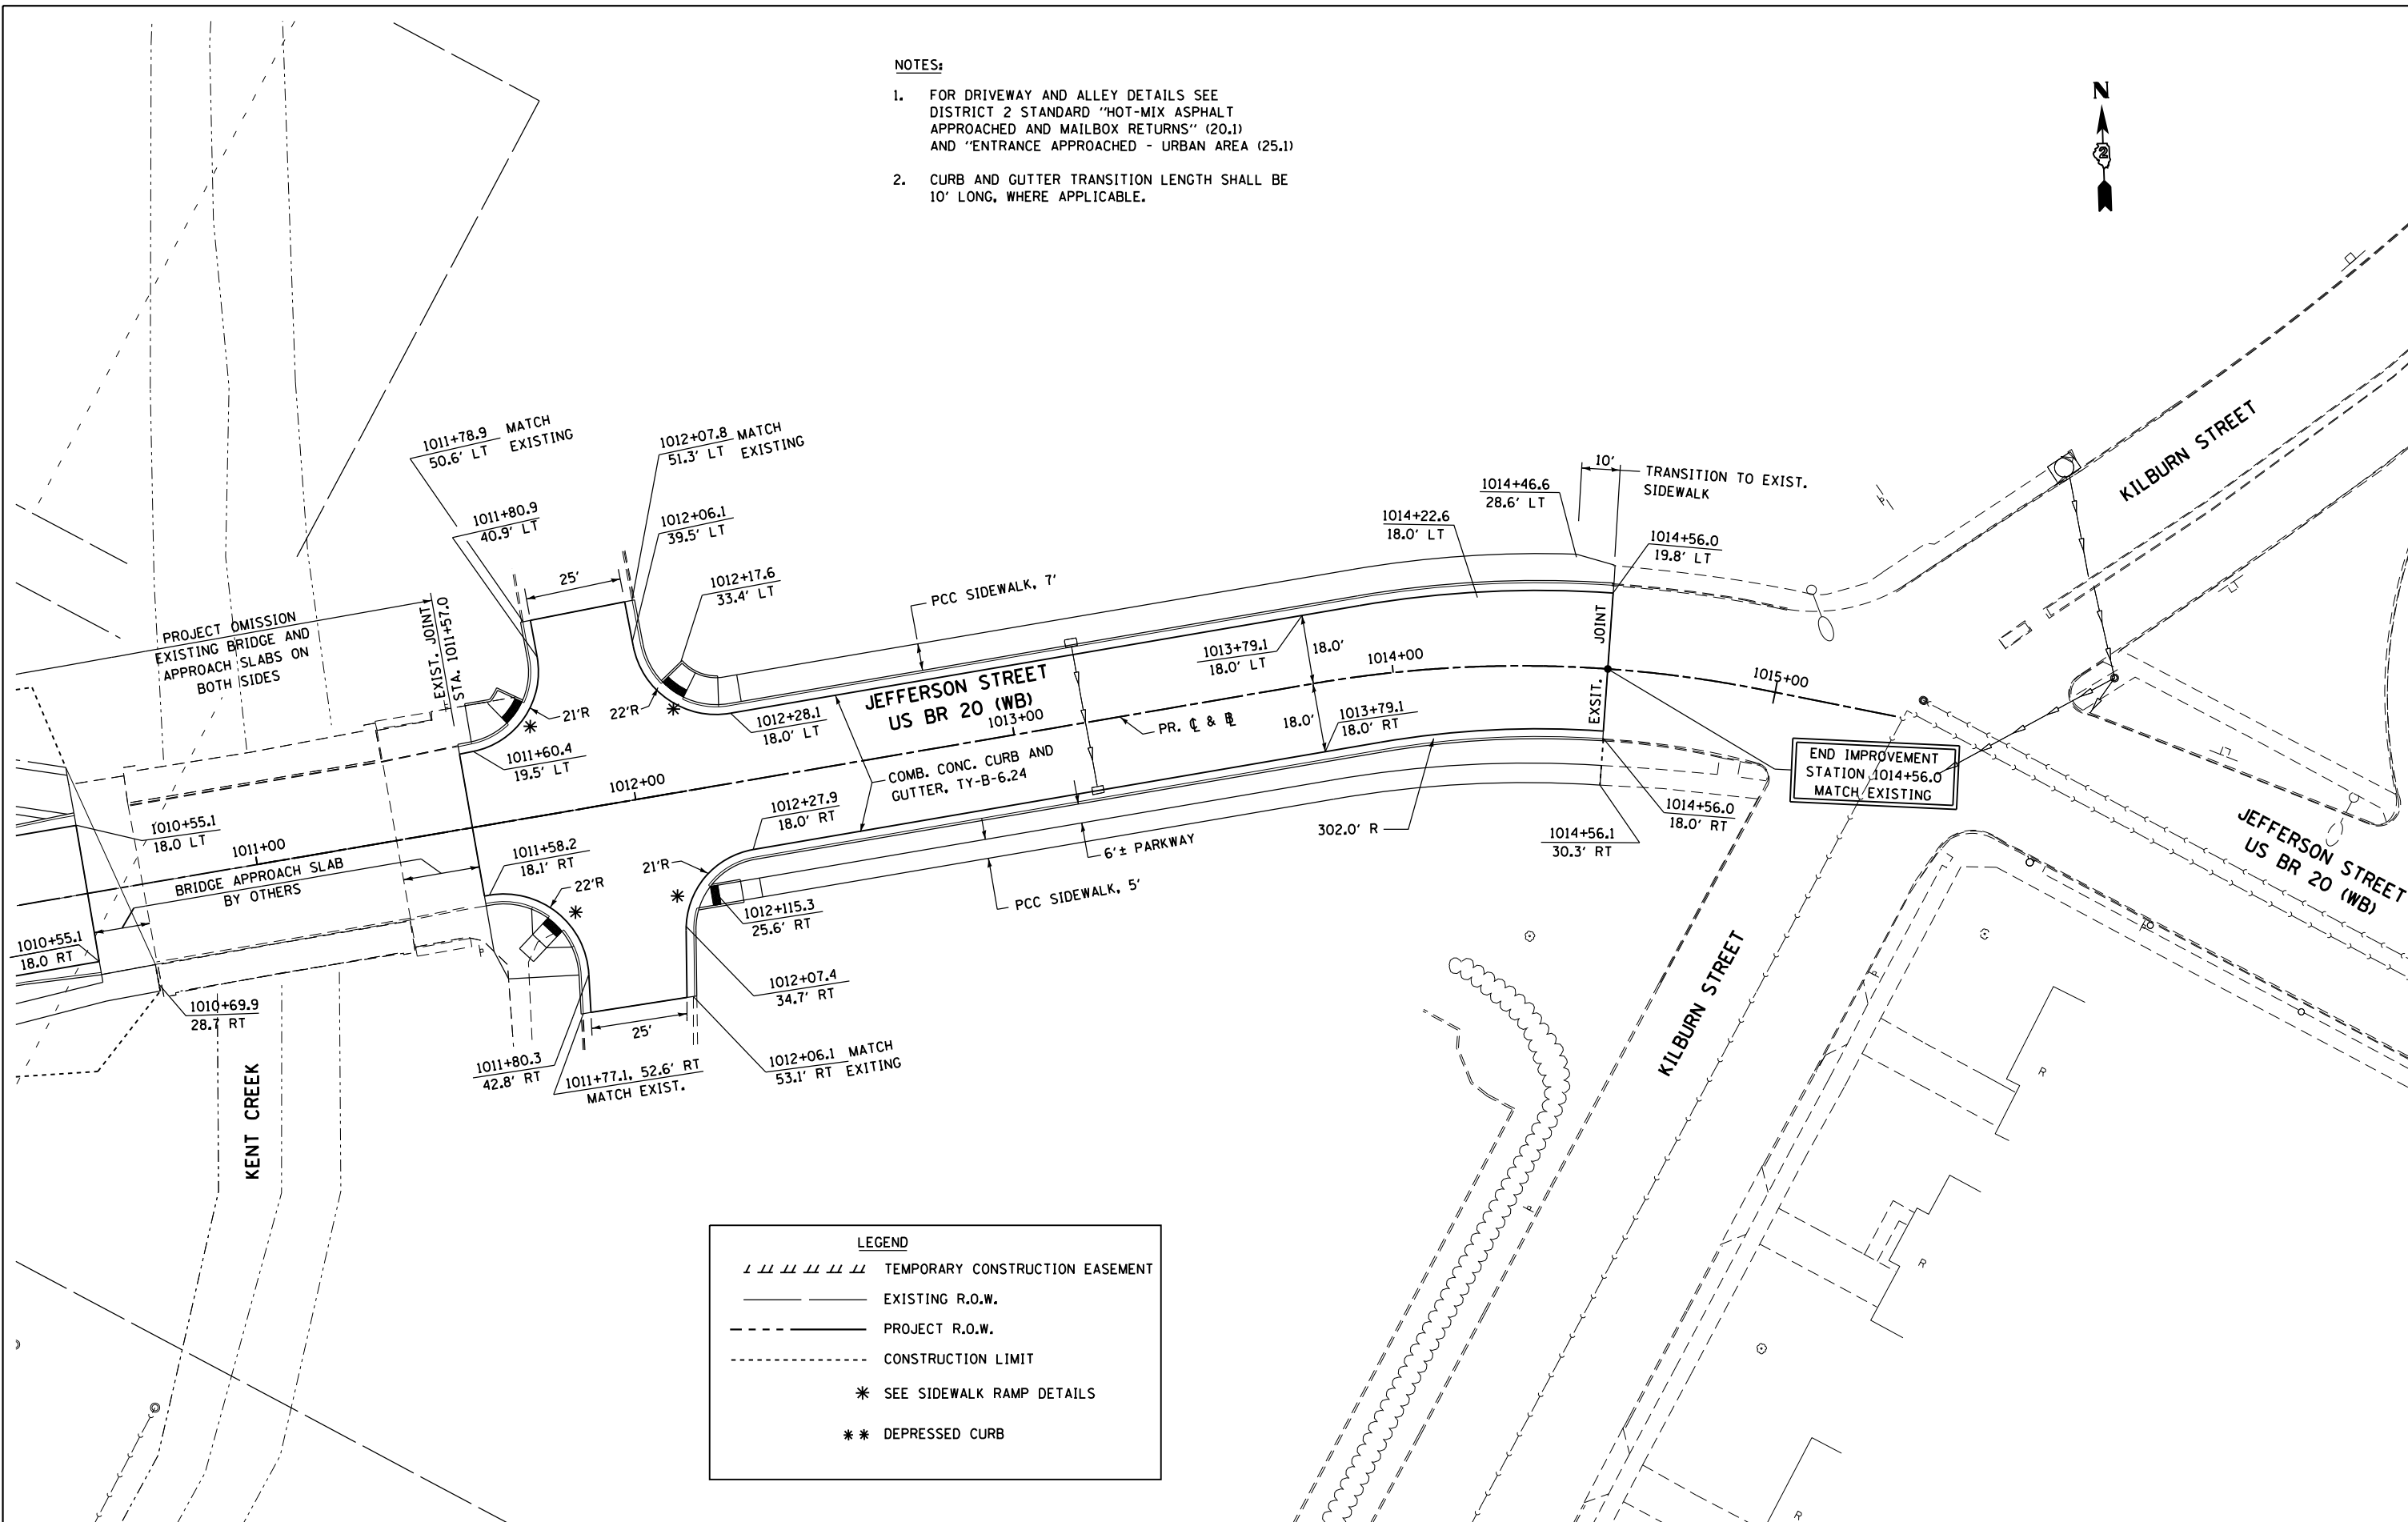 NOTES:
1. FOR DRIVEWAY AND ALLEY DETAILS SEE
DISTRICT 2 STANDARD "HOT-MIX ASPHALT
APPROACHED AND MAILBOX RETURNS" (20.1)
AND "ENTRANCE APPROACHED - URBAN AREA (25.1)
2. CURB AND GUTTER TRANSITION LENGTH SHALL BE
10' LONG, WHERE APPLICABLE.
N
2
KILBURN STREET
1011+78.9 MATCH
50.6' LT EXISTING
1012+07.8 MATCH
51.3' LT EXISTING
1011+80.9
40.9' LT
1012+06.1
39.5' LT
10'
TRANSITION TO EXIST.
SIDEWALK
1014+46.6
28.6' LT
1014+22.6
18.0' LT
1014+56.0
19.8' LT
25'
1012+17.6
33.4' LT
PCC SIDEWALK, 7'
PROJECT OMISSION
EXISTING BRIDGE AND
APPROACH SLABS ON
BOTH SIDES
EXIST. JOINT
STA. 1011+57.0
EXSIT. JOINT
1013+79.1
18.0' LT
18.0'
1014+00
1015+00
JEFFERSON STREET
US BR 20 (WB)
21'R
22'R
1012+28.1
18.0' LT
1013+00
PR. ℄ & ⅊
18.0'
1013+79.1
18.0' RT
1011+60.4
19.5' LT
1012+00
COMB. CONC. CURB AND
GUTTER, TY-B-6.24
END IMPROVEMENT
STATION 1014+56.0
MATCH EXISTING
1012+27.9
18.0' RT
1014+56.0
18.0' RT
1010+55.1
18.0 LT
1011+00
BRIDGE APPROACH SLAB
BY OTHERS
1011+58.2
18.1' RT
22'R
21'R
6'± PARKWAY
302.0' R
1014+56.1
30.3' RT
JEFFERSON STREET
US BR 20 (WB)
PCC SIDEWALK, 5'
1012+115.3
25.6' RT
1010+55.1
18.0 RT
1010+69.9
28.7 RT
1012+07.4
34.7' RT
25'
1011+80.3
42.8' RT
1011+77.1, 52.6' RT
MATCH EXIST.
1012+06.1 MATCH
53.1' RT EXITING
KENT CREEK
KILBURN STREET
P
P
P
P
P
R
R
R
LEGEND
TEMPORARY CONSTRUCTION EASEMENT
EXISTING R.O.W.
PROJECT R.O.W.
CONSTRUCTION LIMIT
* SEE SIDEWALK RAMP DETAILS
** DEPRESSED CURB